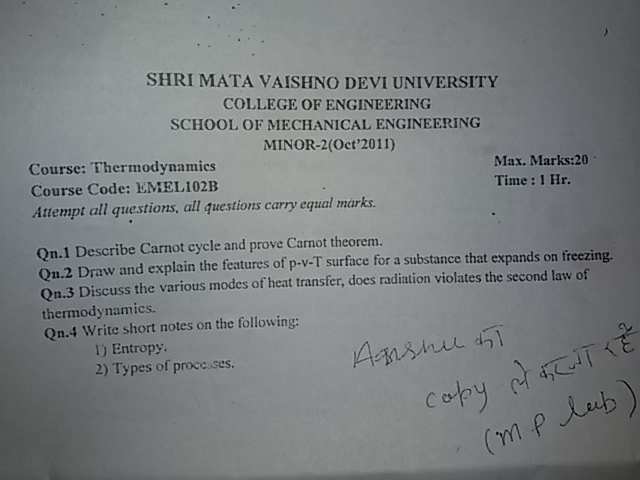 SHRI MATA VAISHNO DEVI UNIVERSITY
COLLEGE OF ENGINEERING
SCHOOL OF MECHANICAL ENGINEERING
MINOR-2(Oct'2011)
Course: Thermodynamics
Max. Marks:20
Course Code: EMEL102B
Time : 1 Hr.
Attempt all questions, all questions carry equal marks.
Qn.1 Describe Carnot cycle and prove Carnot theorem.
Qn.2 Draw and explain the features of p-v-T surface for a substance that expands on freezing.
Qn.3 Discuss the various modes of heat transfer, does radiation violates the second law of
thermodynamics.
Qn.4 Write short notes on the following:
1) Entropy.
2) Types of processes.
का
copy से करना है
(M.P lab)